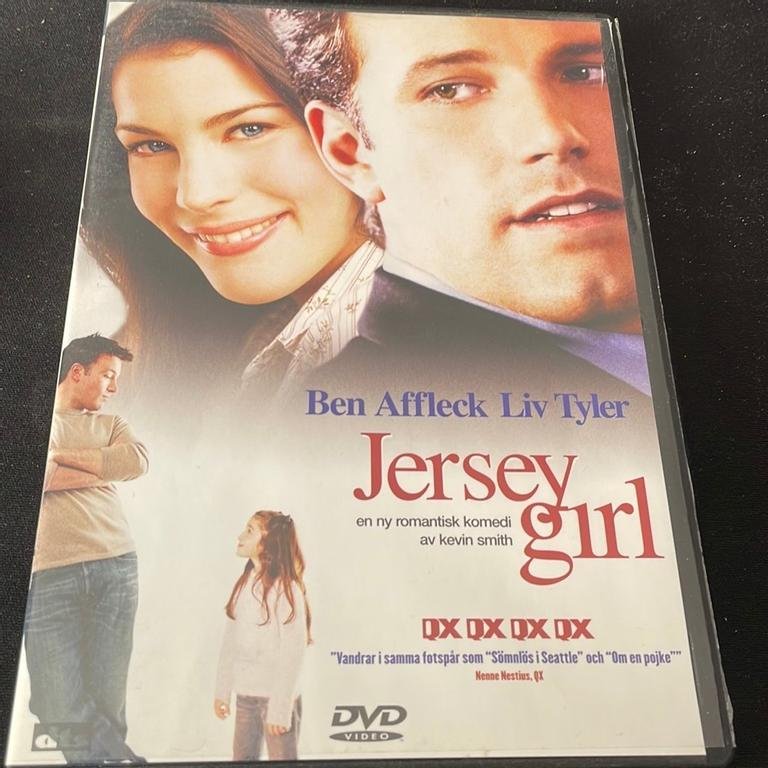 Ben Affleck Liv Tyler
Jersey
girl
en ny romantisk komedi
av kevin smith
QX QX QX QX
"Vandrar i samma fotspår som "Sömnlös i Seattle" och "Om en pojke""
Nenne Nestius, QX
DVD
VIDEO
dts